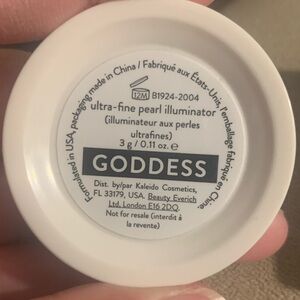 Formulated in USA, packaging made in China / Fabriqué aux États-Unis, l'emballage fabriqué en Chine.
12M B1924-2004
ultra-fine pearl illuminator
(illuminateur aux perles
ultrafines)
3 g / 0.11 oz. ℮
GODDESS
Dist. by/par Kaleido Cosmetics,
FL 33179, USA. Beauty Everich
Ltd, London E16 2DQ.
Not for resale (interdit à
la revente)